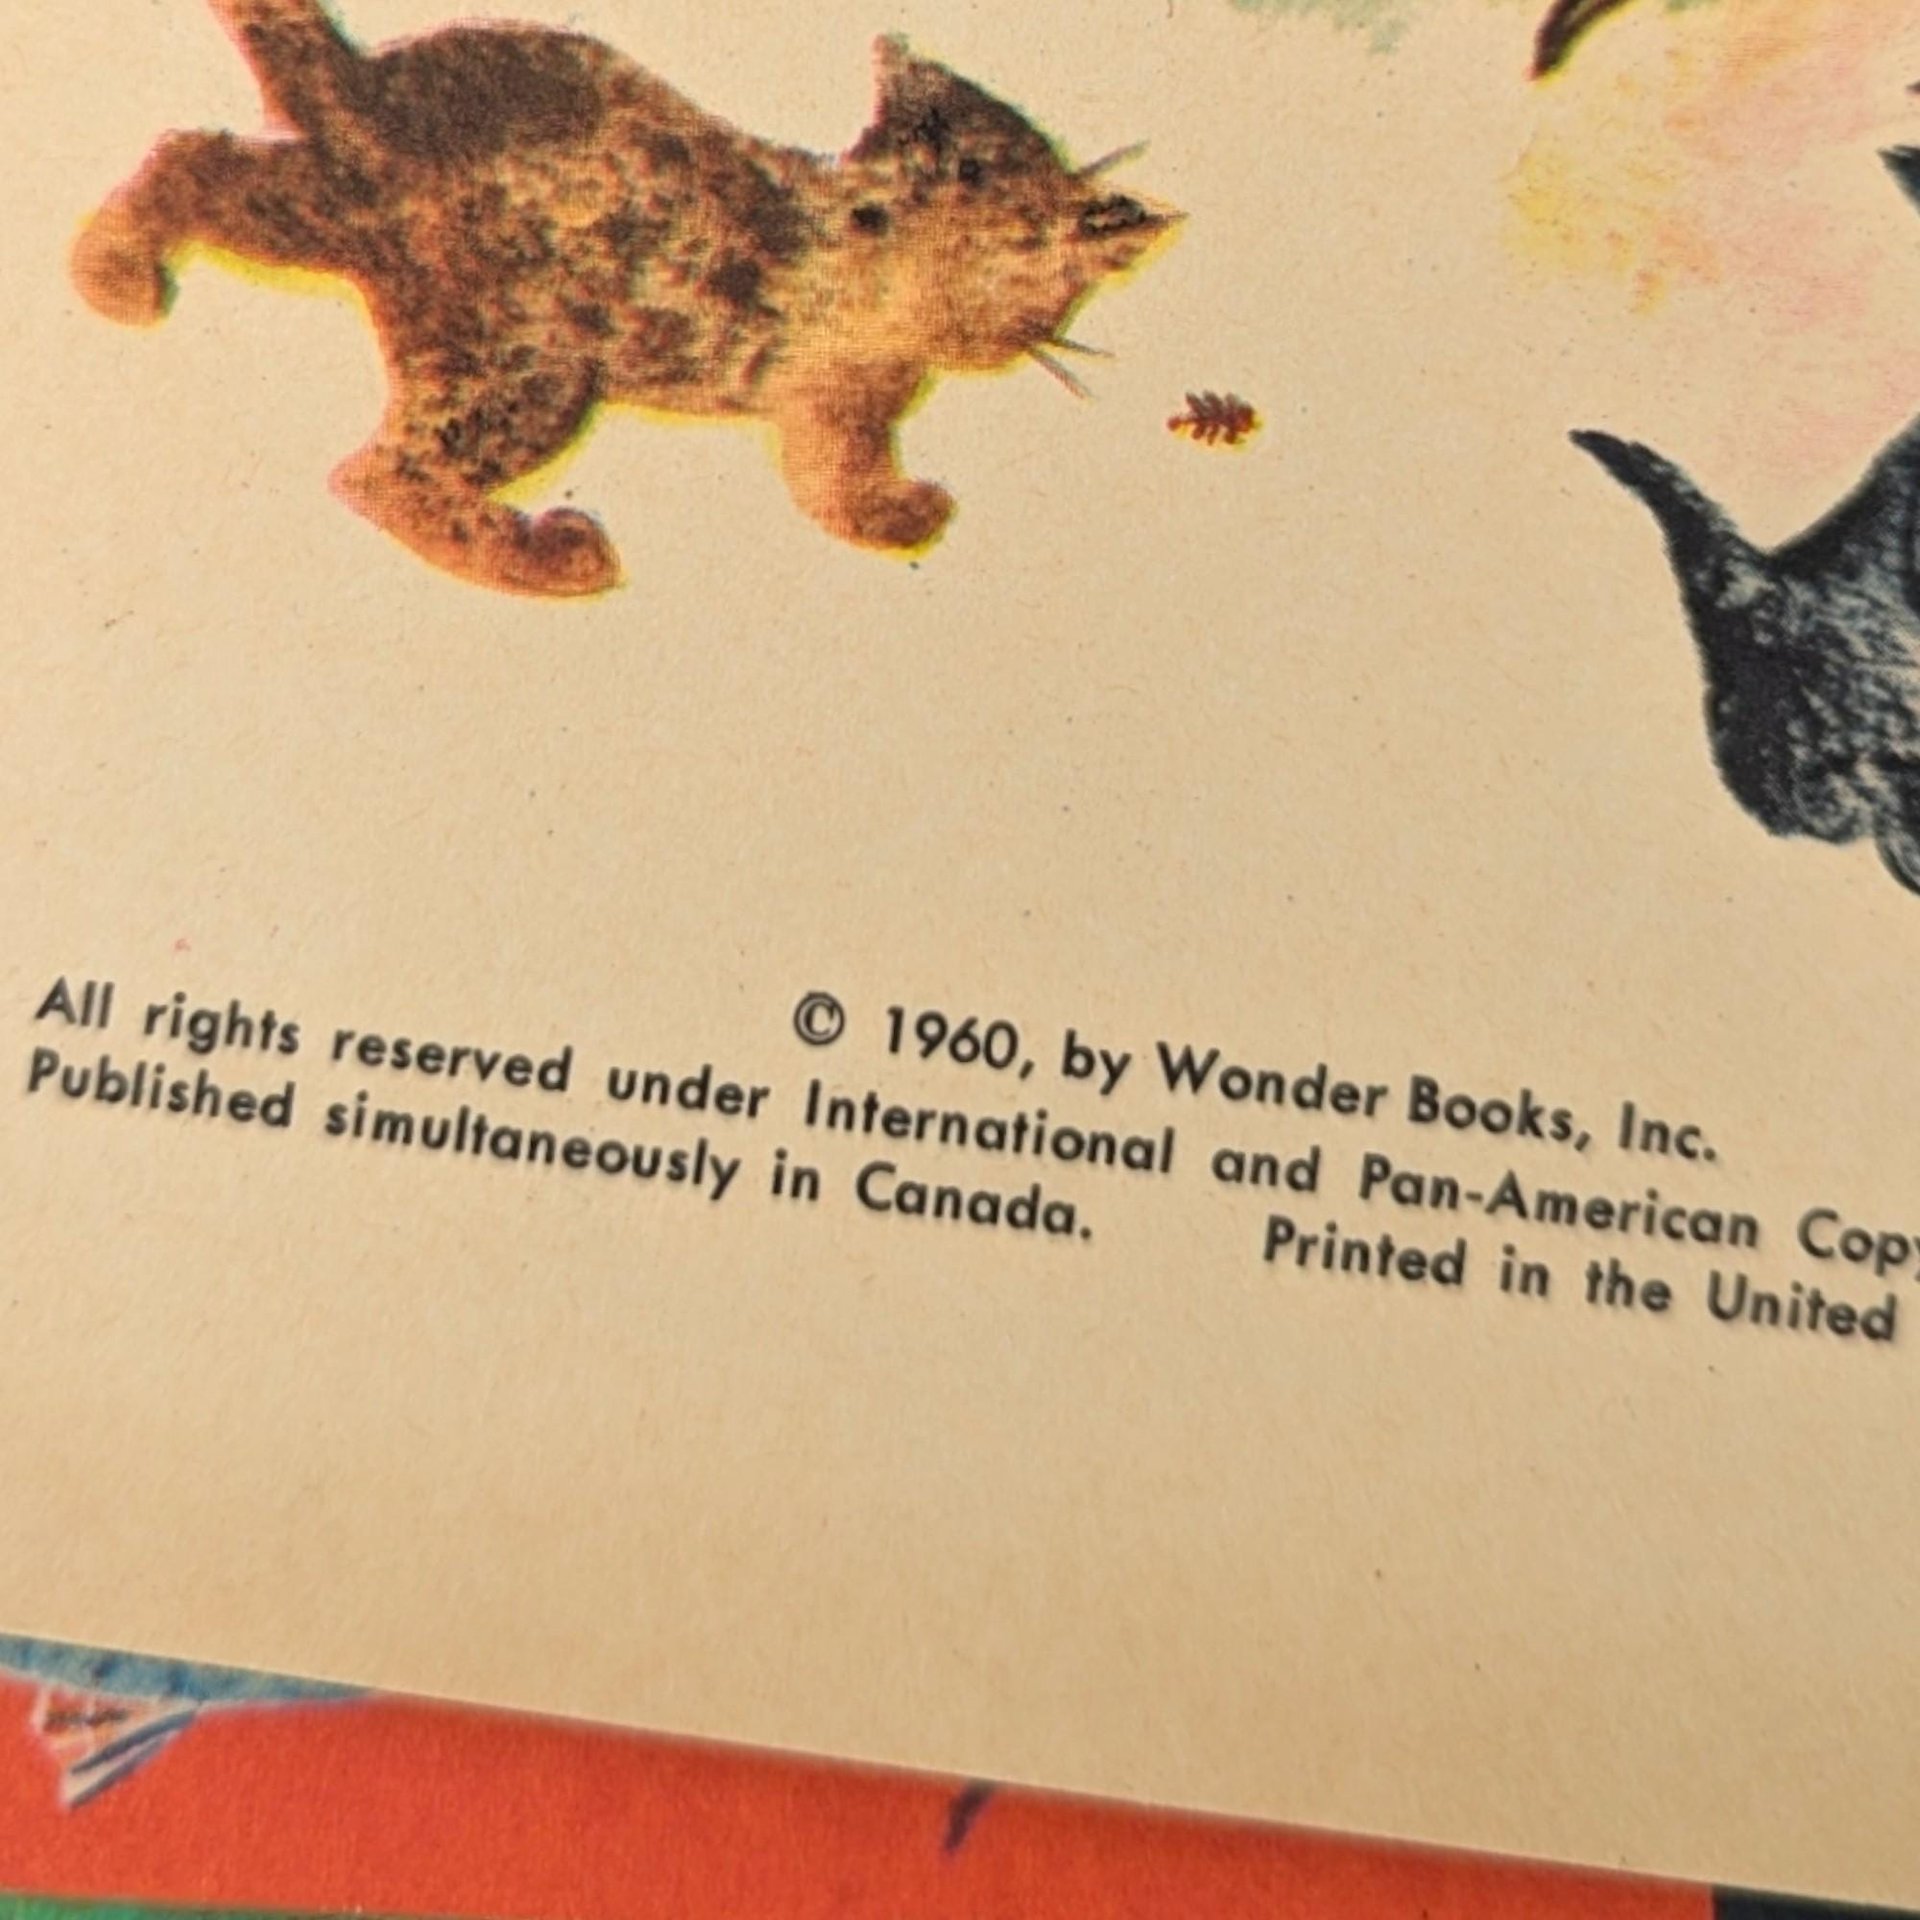 © 1960, by Wonder Books, Inc.
All rights reserved under International and Pan-American Copy
Published simultaneously in Canada. Printed in the United